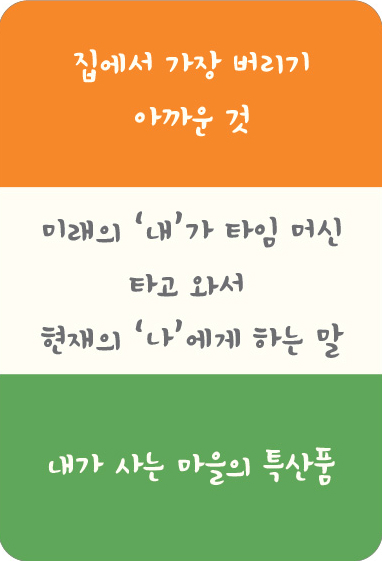 집에서 가장 버리기
아까운 것
미래의 ‘내’가 타임 머신
타고 와서
현재의 ‘나’에게 하는 말
내가 사는 마을의 특산품